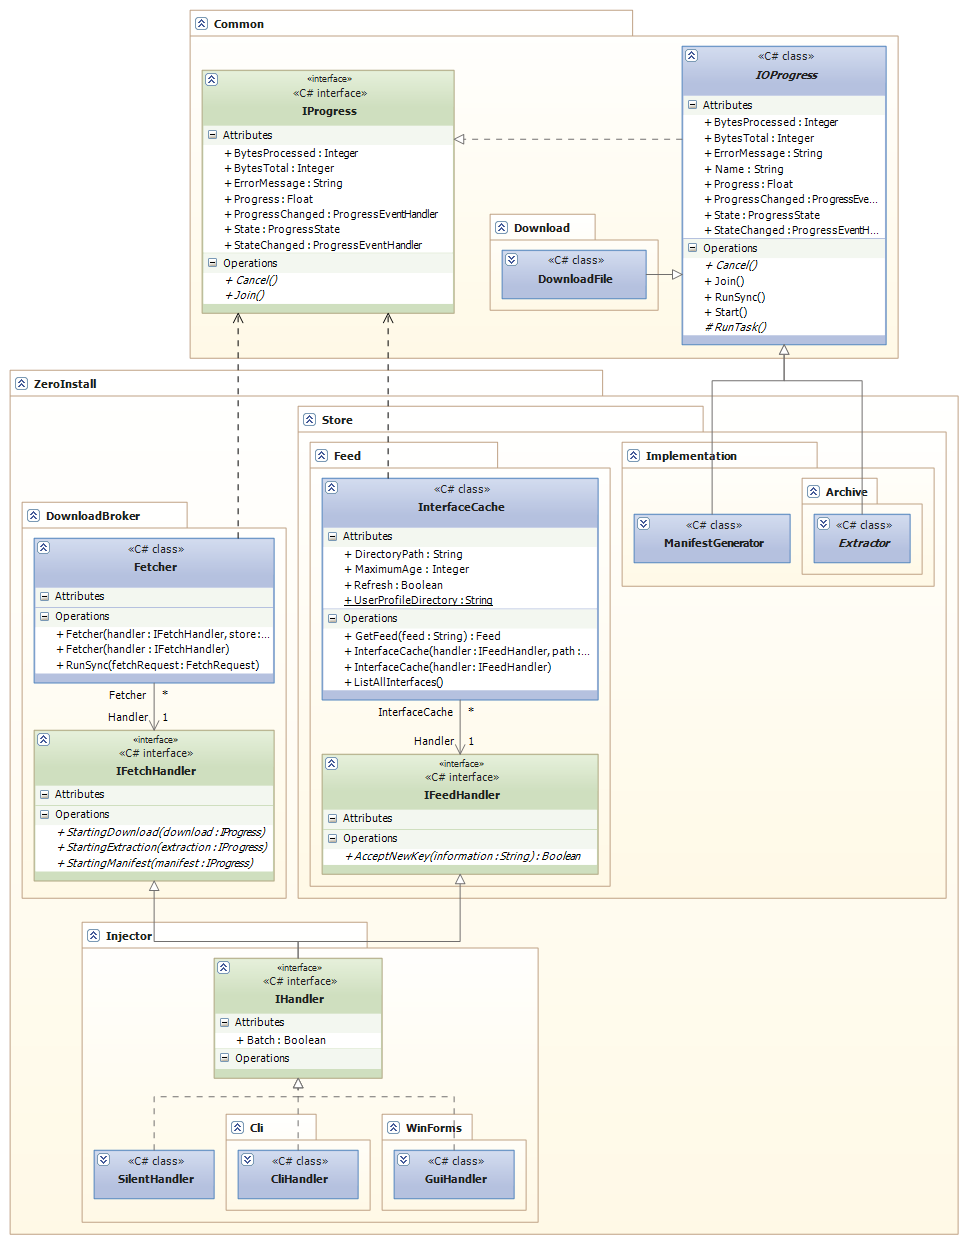 Common
«interface»
«C# interface»
IProgress
Attributes
+ BytesProcessed : Integer
+ BytesTotal : Integer
+ ErrorMessage : String
+ Progress : Float
+ ProgressChanged : ProgressEventHandler
+ State : ProgressState
+ StateChanged : ProgressEventHandler
Operations
+ Cancel()
+ Join()
«C# class»
IOProgress
Attributes
+ BytesProcessed : Integer
+ BytesTotal : Integer
+ ErrorMessage : String
+ Name : String
+ Progress : Float
+ ProgressChanged : ProgressEve...
+ State : ProgressState
+ StateChanged : ProgressEventH...
Operations
+ Cancel()
+ Join()
+ RunSync()
+ Start()
# RunTask()
Download
«C# class»
DownloadFile
ZeroInstall
Store
Feed
«C# class»
InterfaceCache
Attributes
+ DirectoryPath : String
+ MaximumAge : Integer
+ Refresh : Boolean
+ UserProfileDirectory : String
Operations
+ GetFeed(feed : String) : Feed
+ InterfaceCache(handler : IFeedHandler, path :...
+ InterfaceCache(handler : IFeedHandler)
+ ListAllInterfaces()
InterfaceCache *
Handler 1
«interface»
«C# interface»
IFeedHandler
Attributes
Operations
+ AcceptNewKey(information : String) : Boolean
Implementation
«C# class»
ManifestGenerator
Archive
«C# class»
Extractor
DownloadBroker
«C# class»
Fetcher
Attributes
Operations
+ Fetcher(handler : IFetchHandler, store :...
+ Fetcher(handler : IFetchHandler)
+ RunSync(fetchRequest : FetchRequest)
Fetcher *
Handler 1
«interface»
«C# interface»
IFetchHandler
Attributes
Operations
+ StartingDownload(download : IProgress)
+ StartingExtraction(extraction : IProgress)
+ StartingManifest(manifest : IProgress)
Injector
«interface»
«C# interface»
IHandler
Attributes
+ Batch : Boolean
Operations
«C# class»
SilentHandler
Cli
«C# class»
CliHandler
WinForms
«C# class»
GuiHandler